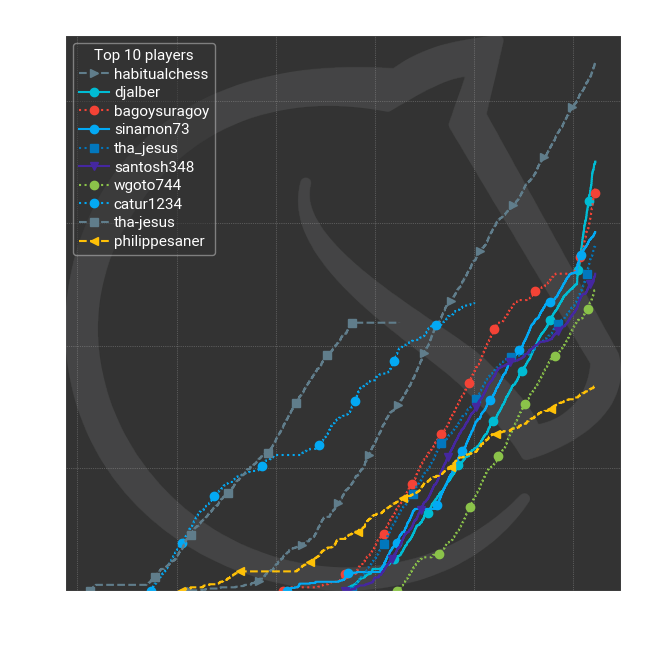 Top 10 players
habitualchess
djalber
bagoysuragoy
sinamon73
tha_jesus
santosh348
wgoto744
catur1234
tha-jesus
philippesaner